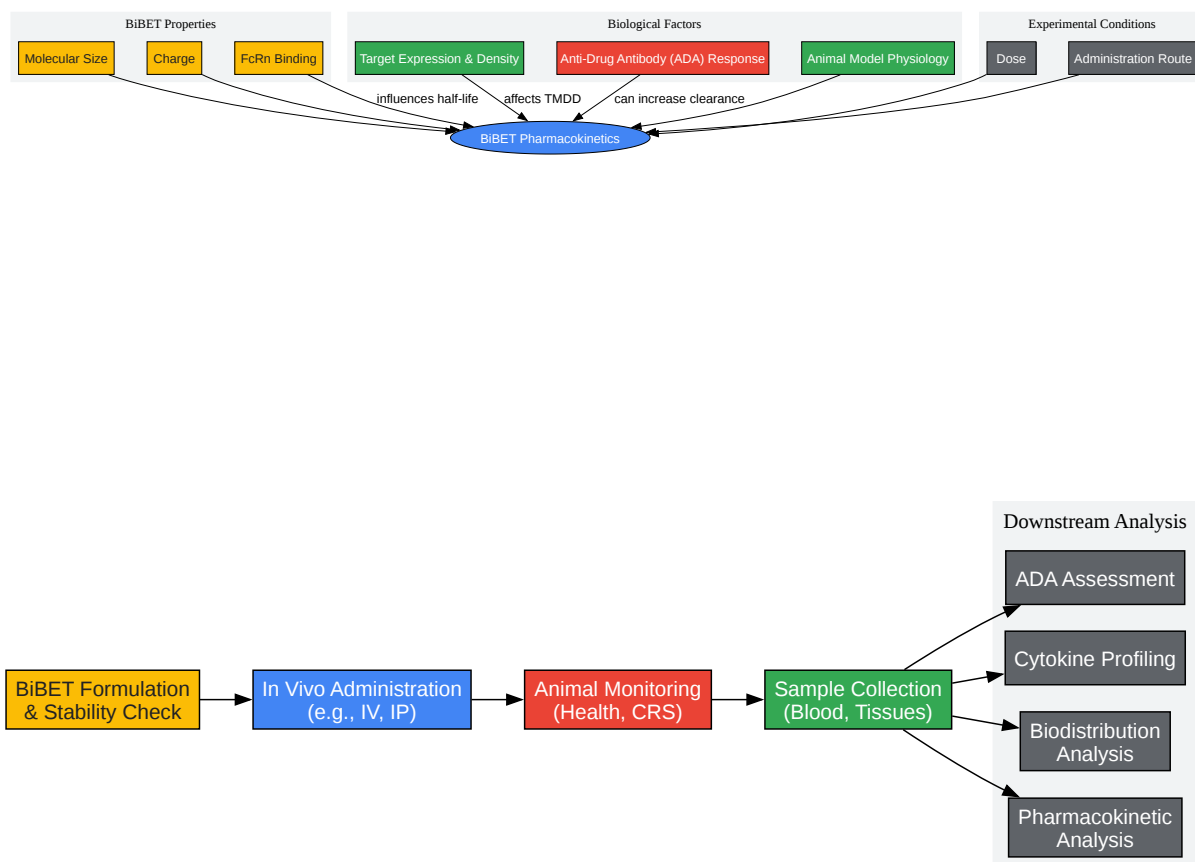 BiBET Properties
Biological Factors
Experimental Conditions
Molecular Size
Charge
FcRn Binding
Target Expression & Density
Anti-Drug Antibody (ADA) Response
Animal Model Physiology
Dose
Administration Route
influences half-life
affects TMDD
can increase clearance
BiBET Pharmacokinetics
Downstream Analysis
ADA Assessment
Cytokine Profiling
BiBET Formulation
& Stability Check
In Vivo Administration
(e.g., IV, IP)
Animal Monitoring
(Health, CRS)
Sample Collection
(Blood, Tissues)
Biodistribution
Analysis
Pharmacokinetic
Analysis